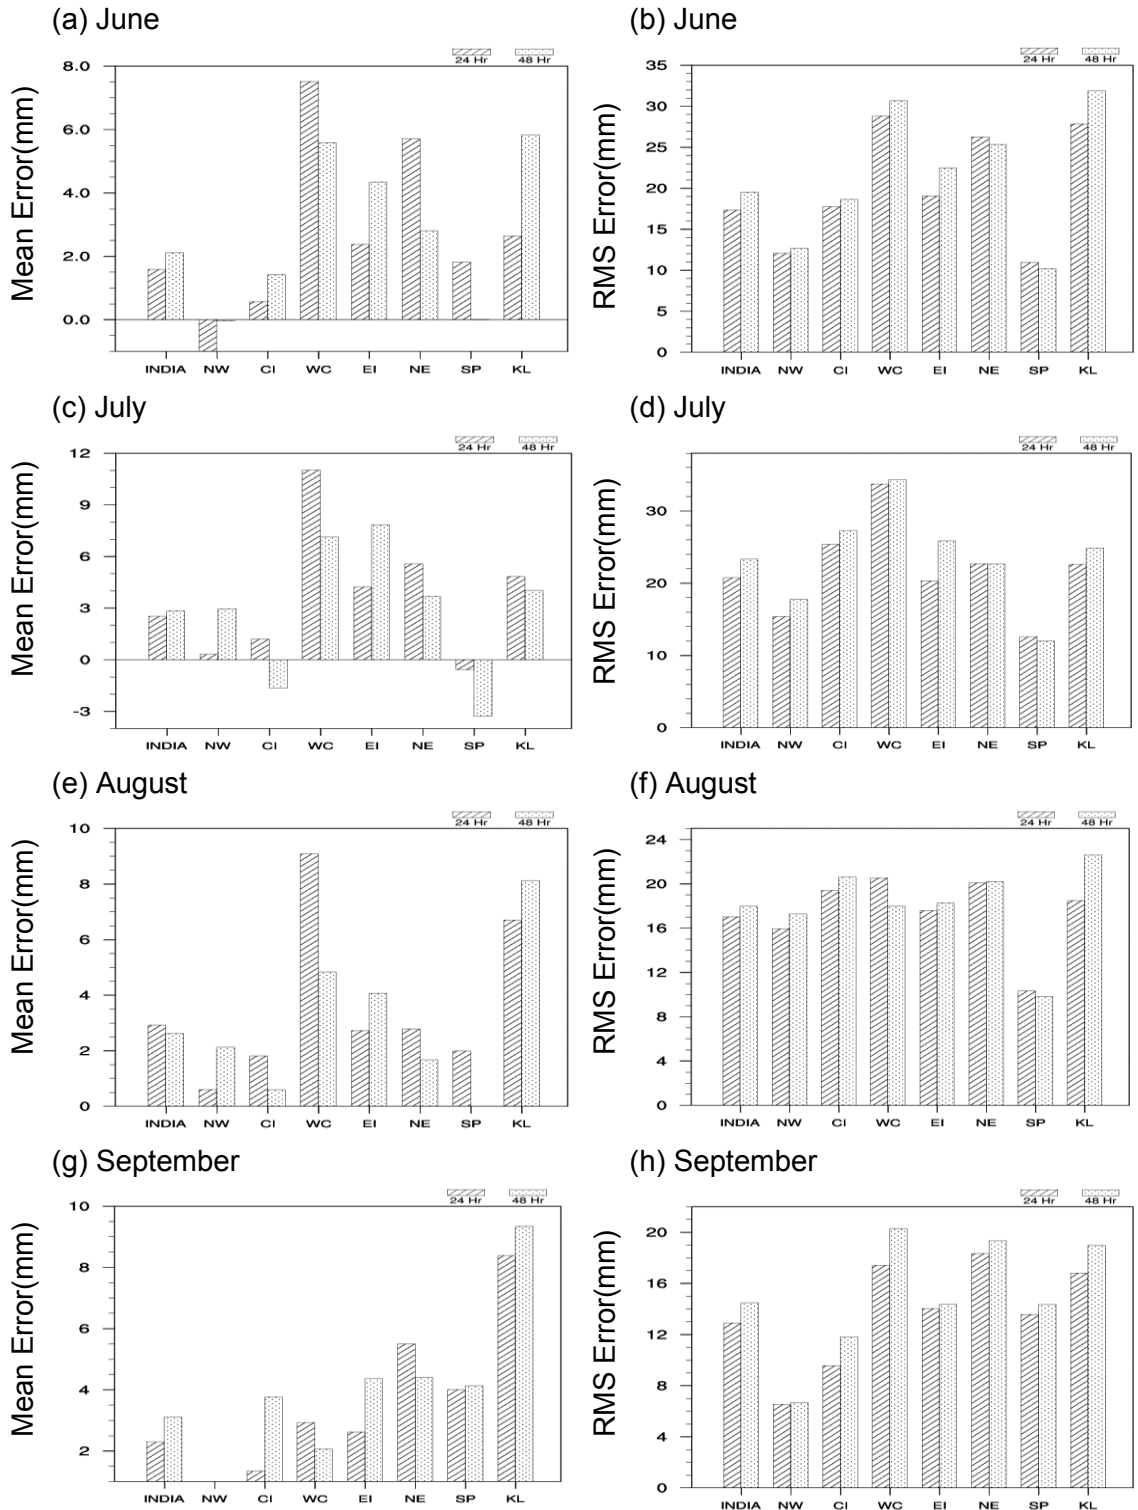 (a) June
(b) June
24 Hr 48 Hr
24 Hr 48 Hr
Mean Error(mm)
8.0
6.0
4.0
2.0
0.0
INDIA NW CI WC EI NE SP KL
RMS Error(mm)
35
30
25
20
15
10
5
0
INDIA NW CI WC EI NE SP KL
(c) July
(d) July
24 Hr 48 Hr
24 Hr 48 Hr
Mean Error(mm)
12
9
6
3
0
-3
INDIA NW CI WC EI NE SP KL
RMS Error(mm)
30
20
10
0
INDIA NW CI WC EI NE SP KL
(e) August
(f) August
24 Hr 48 Hr
24 Hr 48 Hr
Mean Error(mm)
10
8
6
4
2
0
INDIA NW CI WC EI NE SP KL
RMS Error(mm)
24
20
16
12
8
4
0
INDIA NW CI WC EI NE SP KL
(g) September
(h) September
24 Hr 48 Hr
24 Hr 48 Hr
Mean Error(mm)
10
8
6
4
2
INDIA NW CI WC EI NE SP KL
RMS Error(mm)
20
16
12
8
4
0
INDIA NW CI WC EI NE SP KL